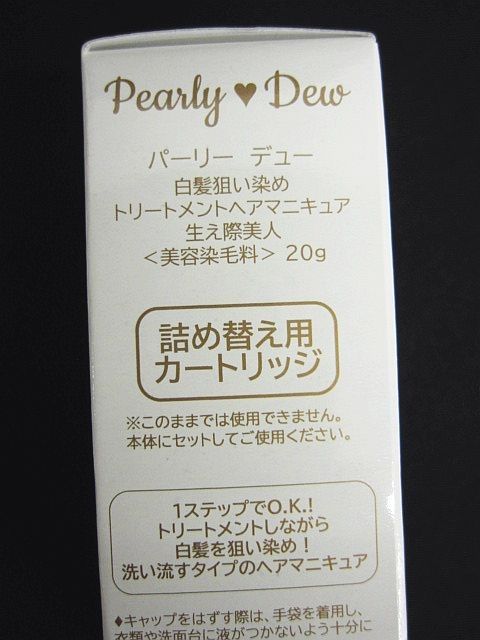 Pearly♥Dew
パーリー デュー
白髪狙い染め
トリートメントヘアマニキュア
生え際美人
＜美容染毛料＞ 20g
詰め替え用
カートリッジ
※このままでは使用できません。
本体にセットしてご使用ください。
1ステップでO.K.!
トリートメントしながら
白髪を狙い染め！
洗い流すタイプのヘアマニキュア
♦キャップをはずす際は、手袋を着用し、
衣類や洗面台に液がつかないよう十分に